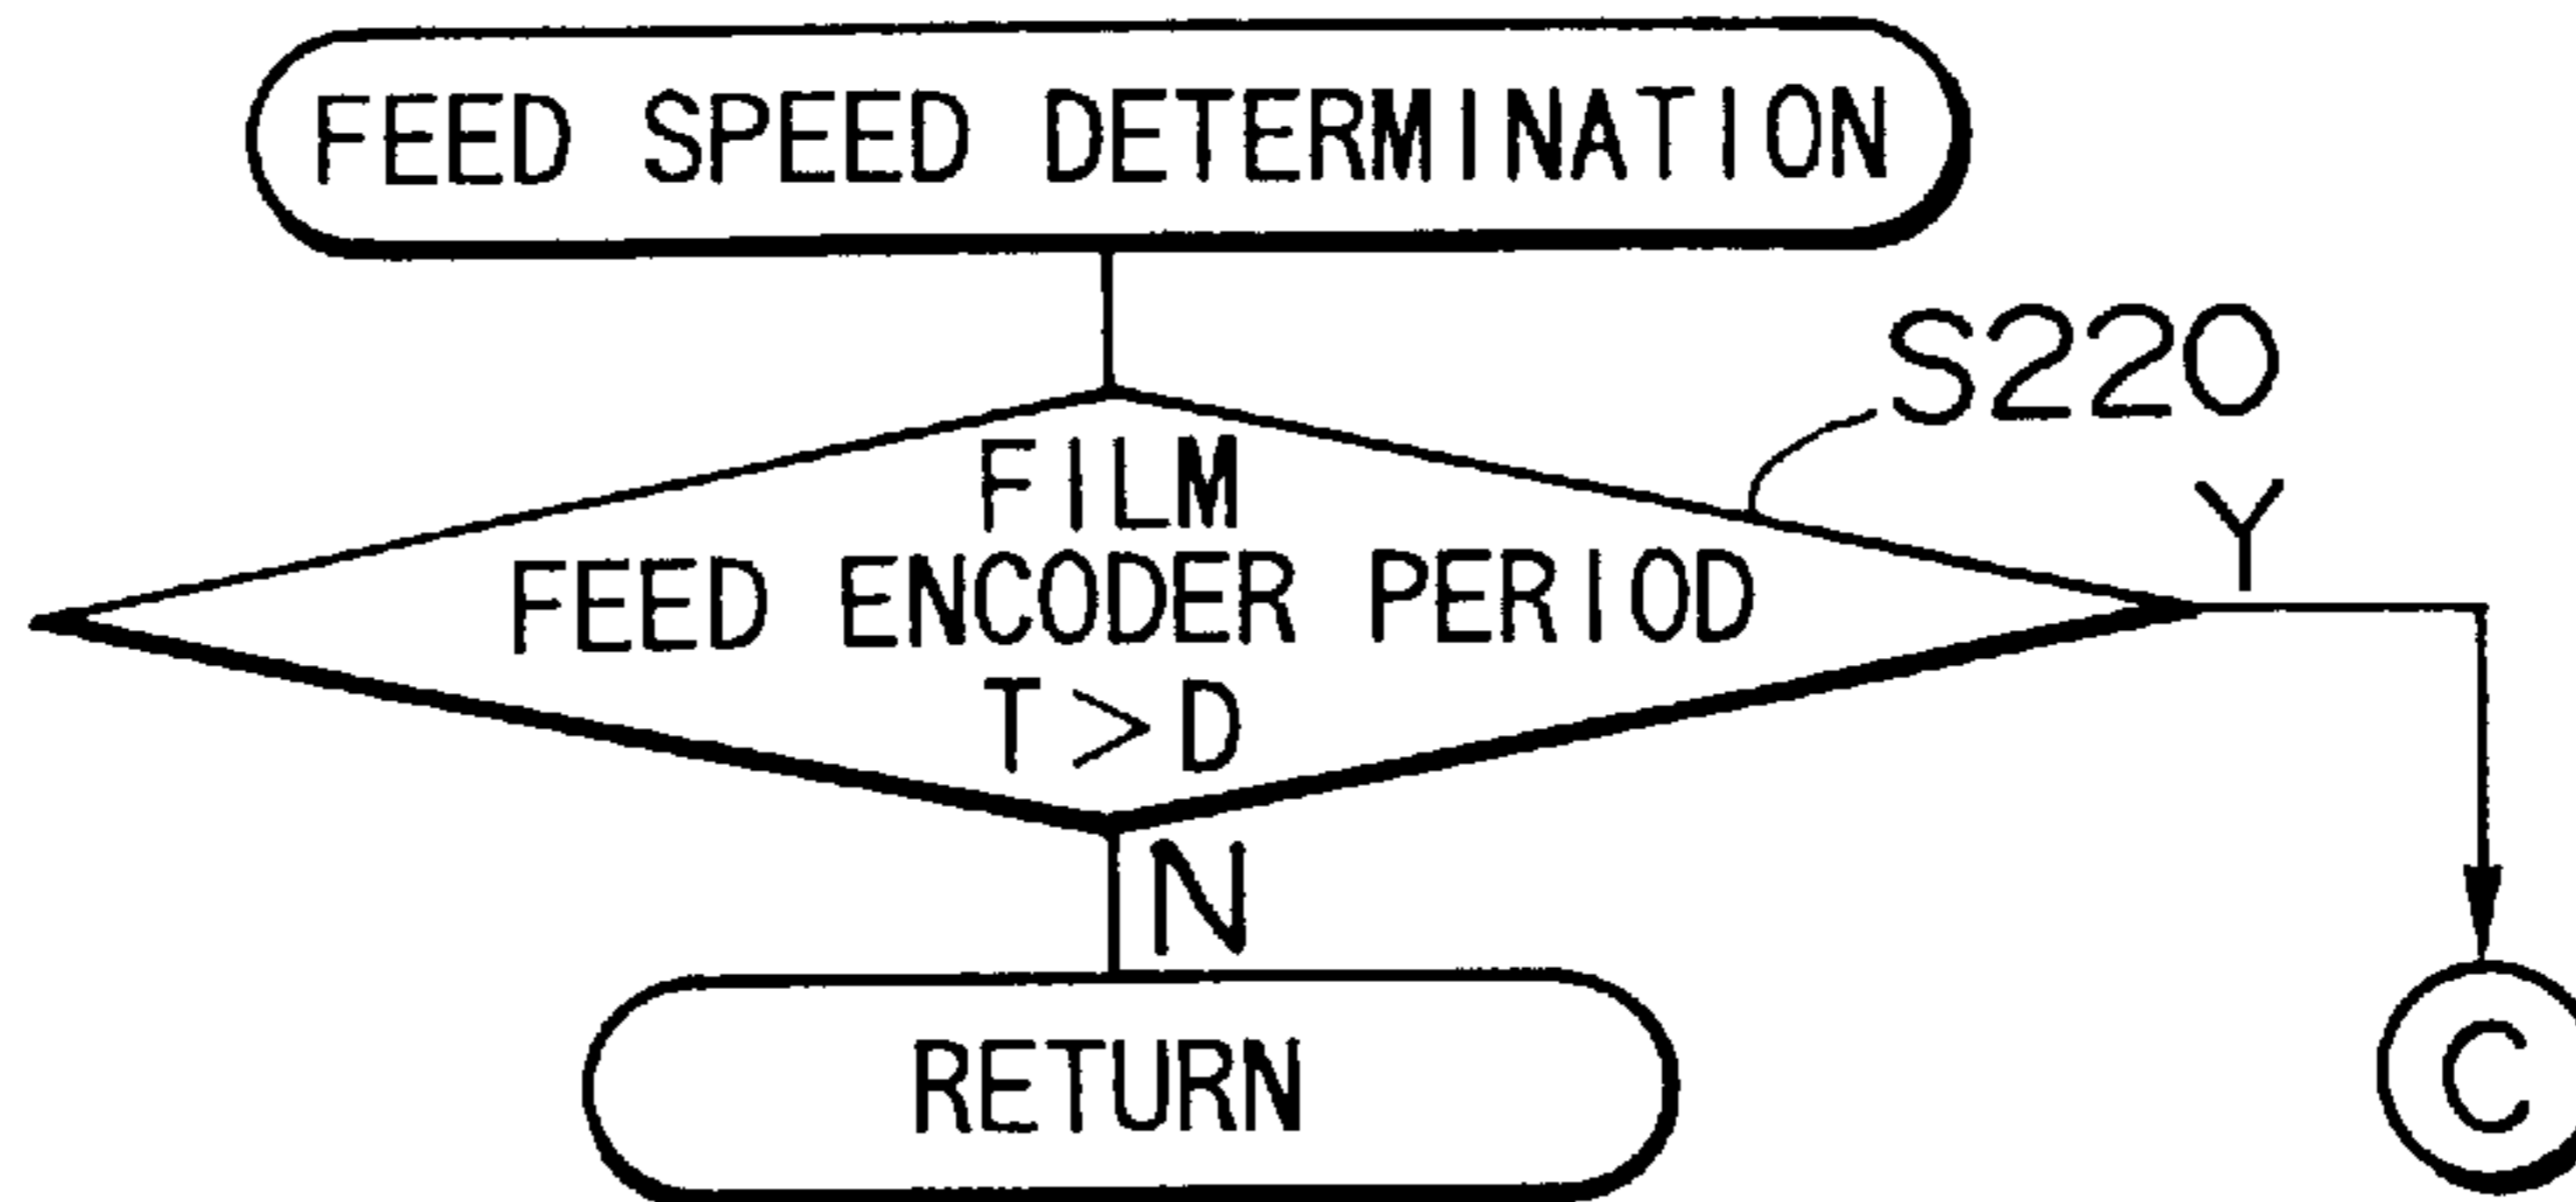 FEED SPEED DETERMINATION
S220
FILM
FEED ENCODER PERIOD
T>D
Y
N
RETURN
C